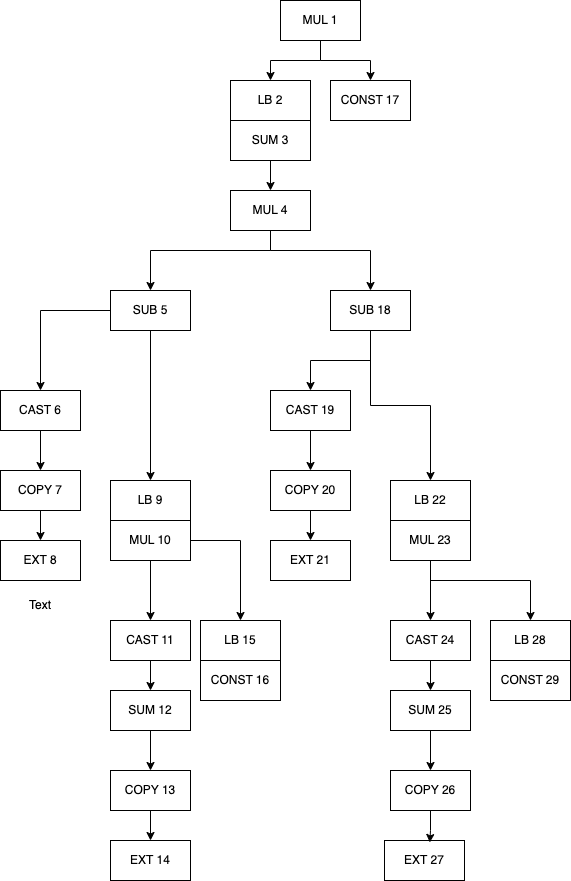 MUL 1
LB 2
CONST 17
SUM 3
MUL 4
SUB 5
SUB 18
CAST 6
CAST 19
COPY 7
LB 9
COPY 20
LB 22
EXT 8
MUL 10
EXT 21
MUL 23
Text
CAST 11
LB 15
CAST 24
LB 28
CONST 16
CONST 29
SUM 12
SUM 25
COPY 13
COPY 26
EXT 14
EXT 27